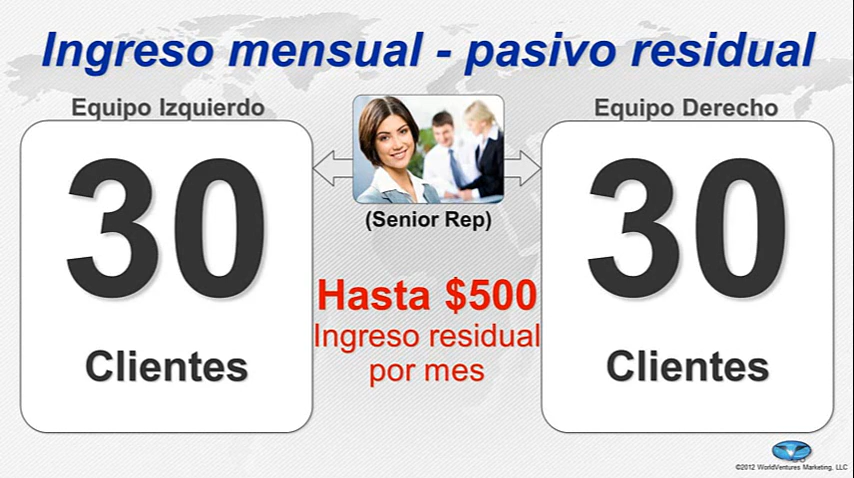 Ingreso mensual - pasivo residual
Equipo Izquierdo
30
Clientes
(Senior Rep)
Hasta $500
Ingreso residual
por mes
Equipo Derecho
30
Clientes
©2012 WorldVentures Marketing, LLC